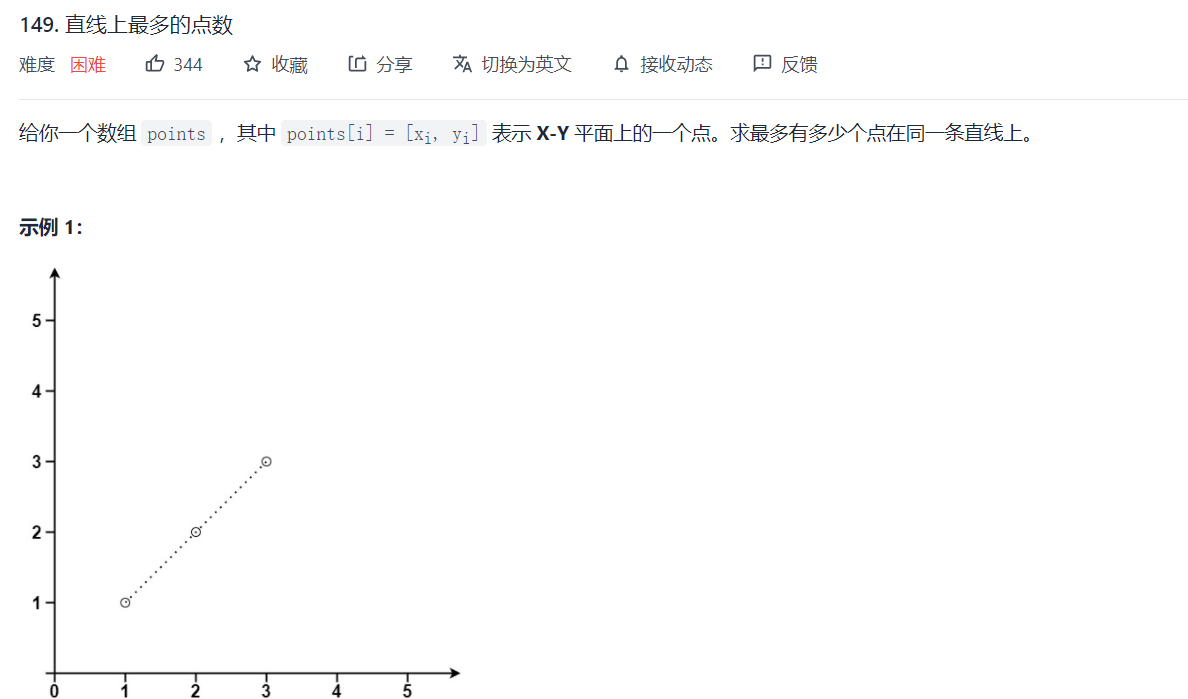 149. 直线上最多的点数
难度 困难 344 收藏 分享 切换为英文 接收动态 反馈
给你一个数组 points ，其中 points[i] = [xi, yi] 表示 X-Y 平面上的一个点。求最多有多少个点在同一条直线上。
示例 1：
5
4
3
2
1
0 1 2 3 4 5